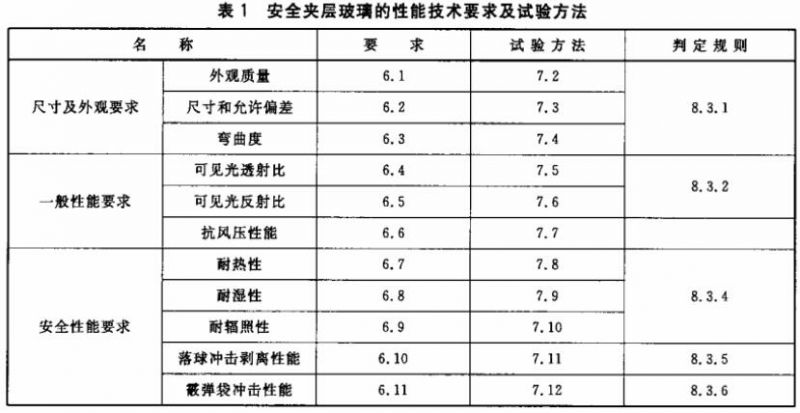 表1 安全夹层玻璃的性能技术要求及试验方法
名 称 要 求 试验方法 判定规则
尺寸及外观要求 外观质量 6.1 7.2 8.3.1
尺寸和允许偏差 6.2 7.3
弯曲度 6.3 7.4
一般性能要求 可见光透射比 6.4 7.5 8.3.2
可见光反射比 6.5 7.6
抗风压性能 6.6 7.7
安全性能要求 耐热性 6.7 7.8 8.3.4
耐湿性 6.8 7.9
耐辐照性 6.9 7.10
落球冲击剥离性能 6.10 7.11 8.3.5
霰弹袋冲击性能 6.11 7.12 8.3.6